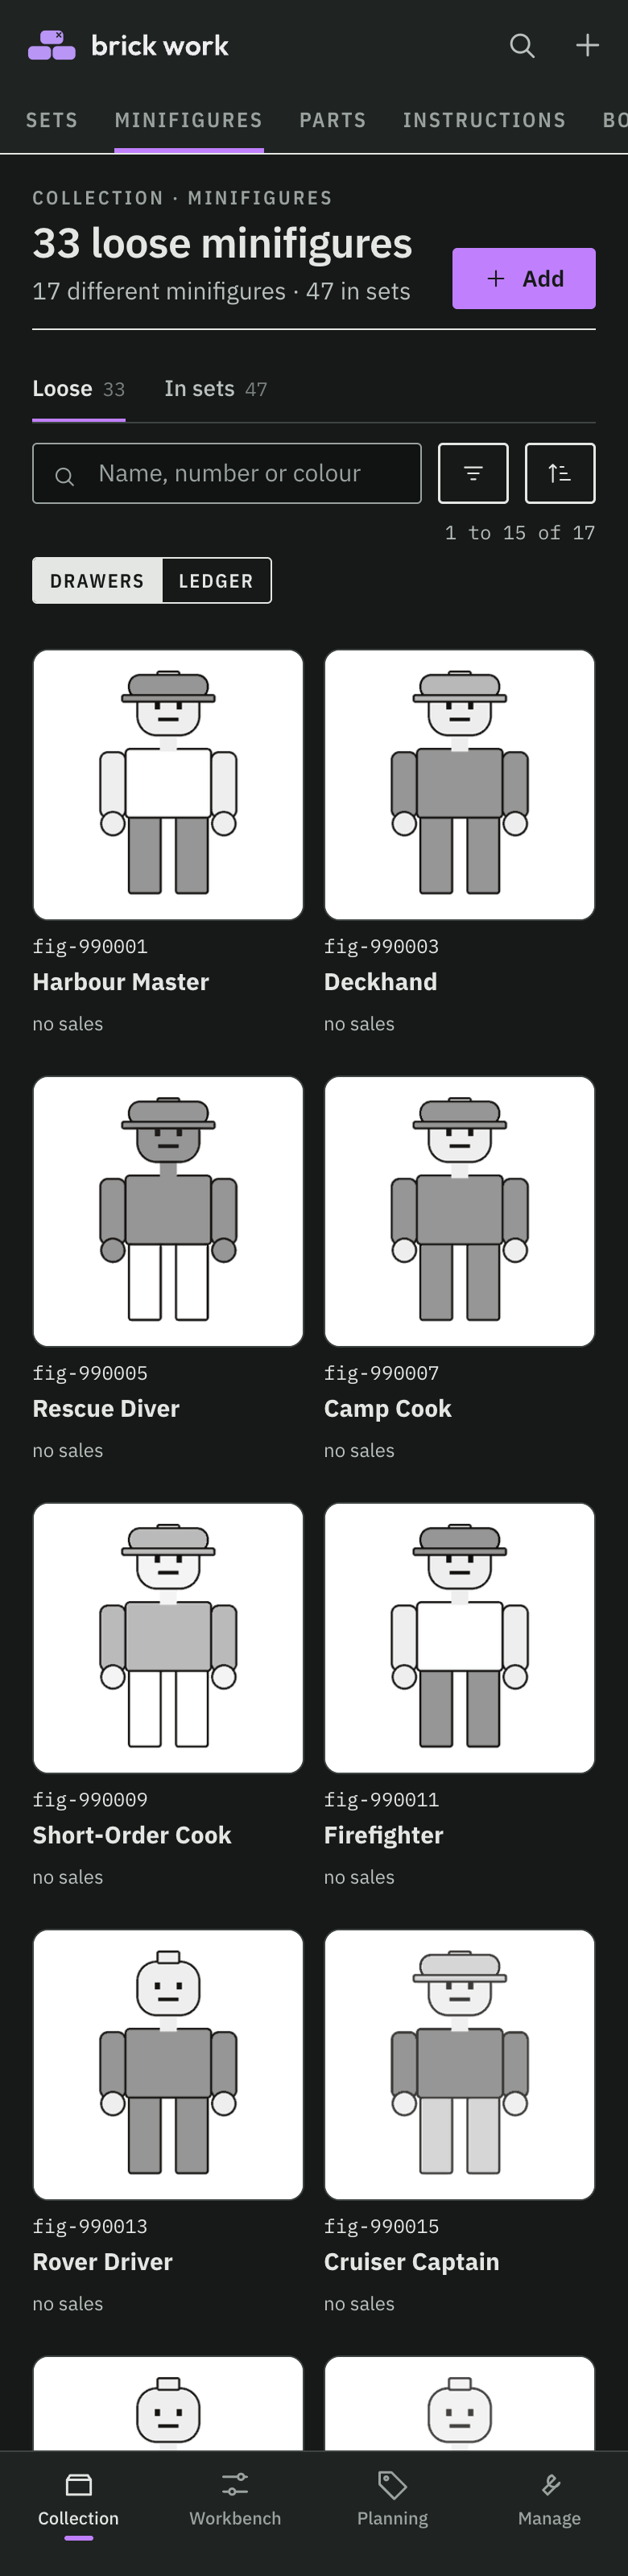 brick work
SETS MINIFIGURES PARTS INSTRUCTIONS BO
COLLECTION · MINIFIGURES
33 loose minifigures
17 different minifigures · 47 in sets
+ Add
Loose 33 In sets 47
Name, number or colour
1 to 15 of 17
DRAWERS LEDGER
fig-990001 fig-990003
Harbour Master Deckhand
no sales no sales
fig-990005 fig-990007
Rescue Diver Camp Cook
no sales no sales
fig-990009 fig-990011
Short-Order Cook Firefighter
no sales no sales
fig-990013 fig-990015
Rover Driver Cruiser Captain
no sales no sales
Collection Workbench Planning Manage